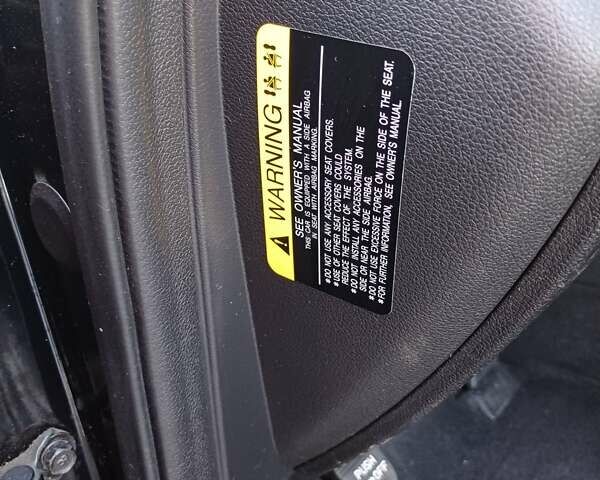 WARNING
SEE OWNER'S MANUAL
THIS CAR IS EQUIPPED WITH A SIDE AIRBAG
IN SEAT WITH AIRBAG MARKING.
*DO NOT USE ANY ACCESSORY SEAT COVERS.
*USE OF OTHER SEAT COVERS COULD
REDUCE THE EFFECT OF THE SYSTEM.
*DO NOT INSTALL ANY ACCESSORIES ON THE
SIDE OR NEAR THE SIDE AIRBAG.
*DO NOT USE EXCESSIVE FORCE ON THE SIDE OF THE SEAT.
*FOR FURTHER INFORMATION, SEE OWNER'S MANUAL.
PUSH
OFF